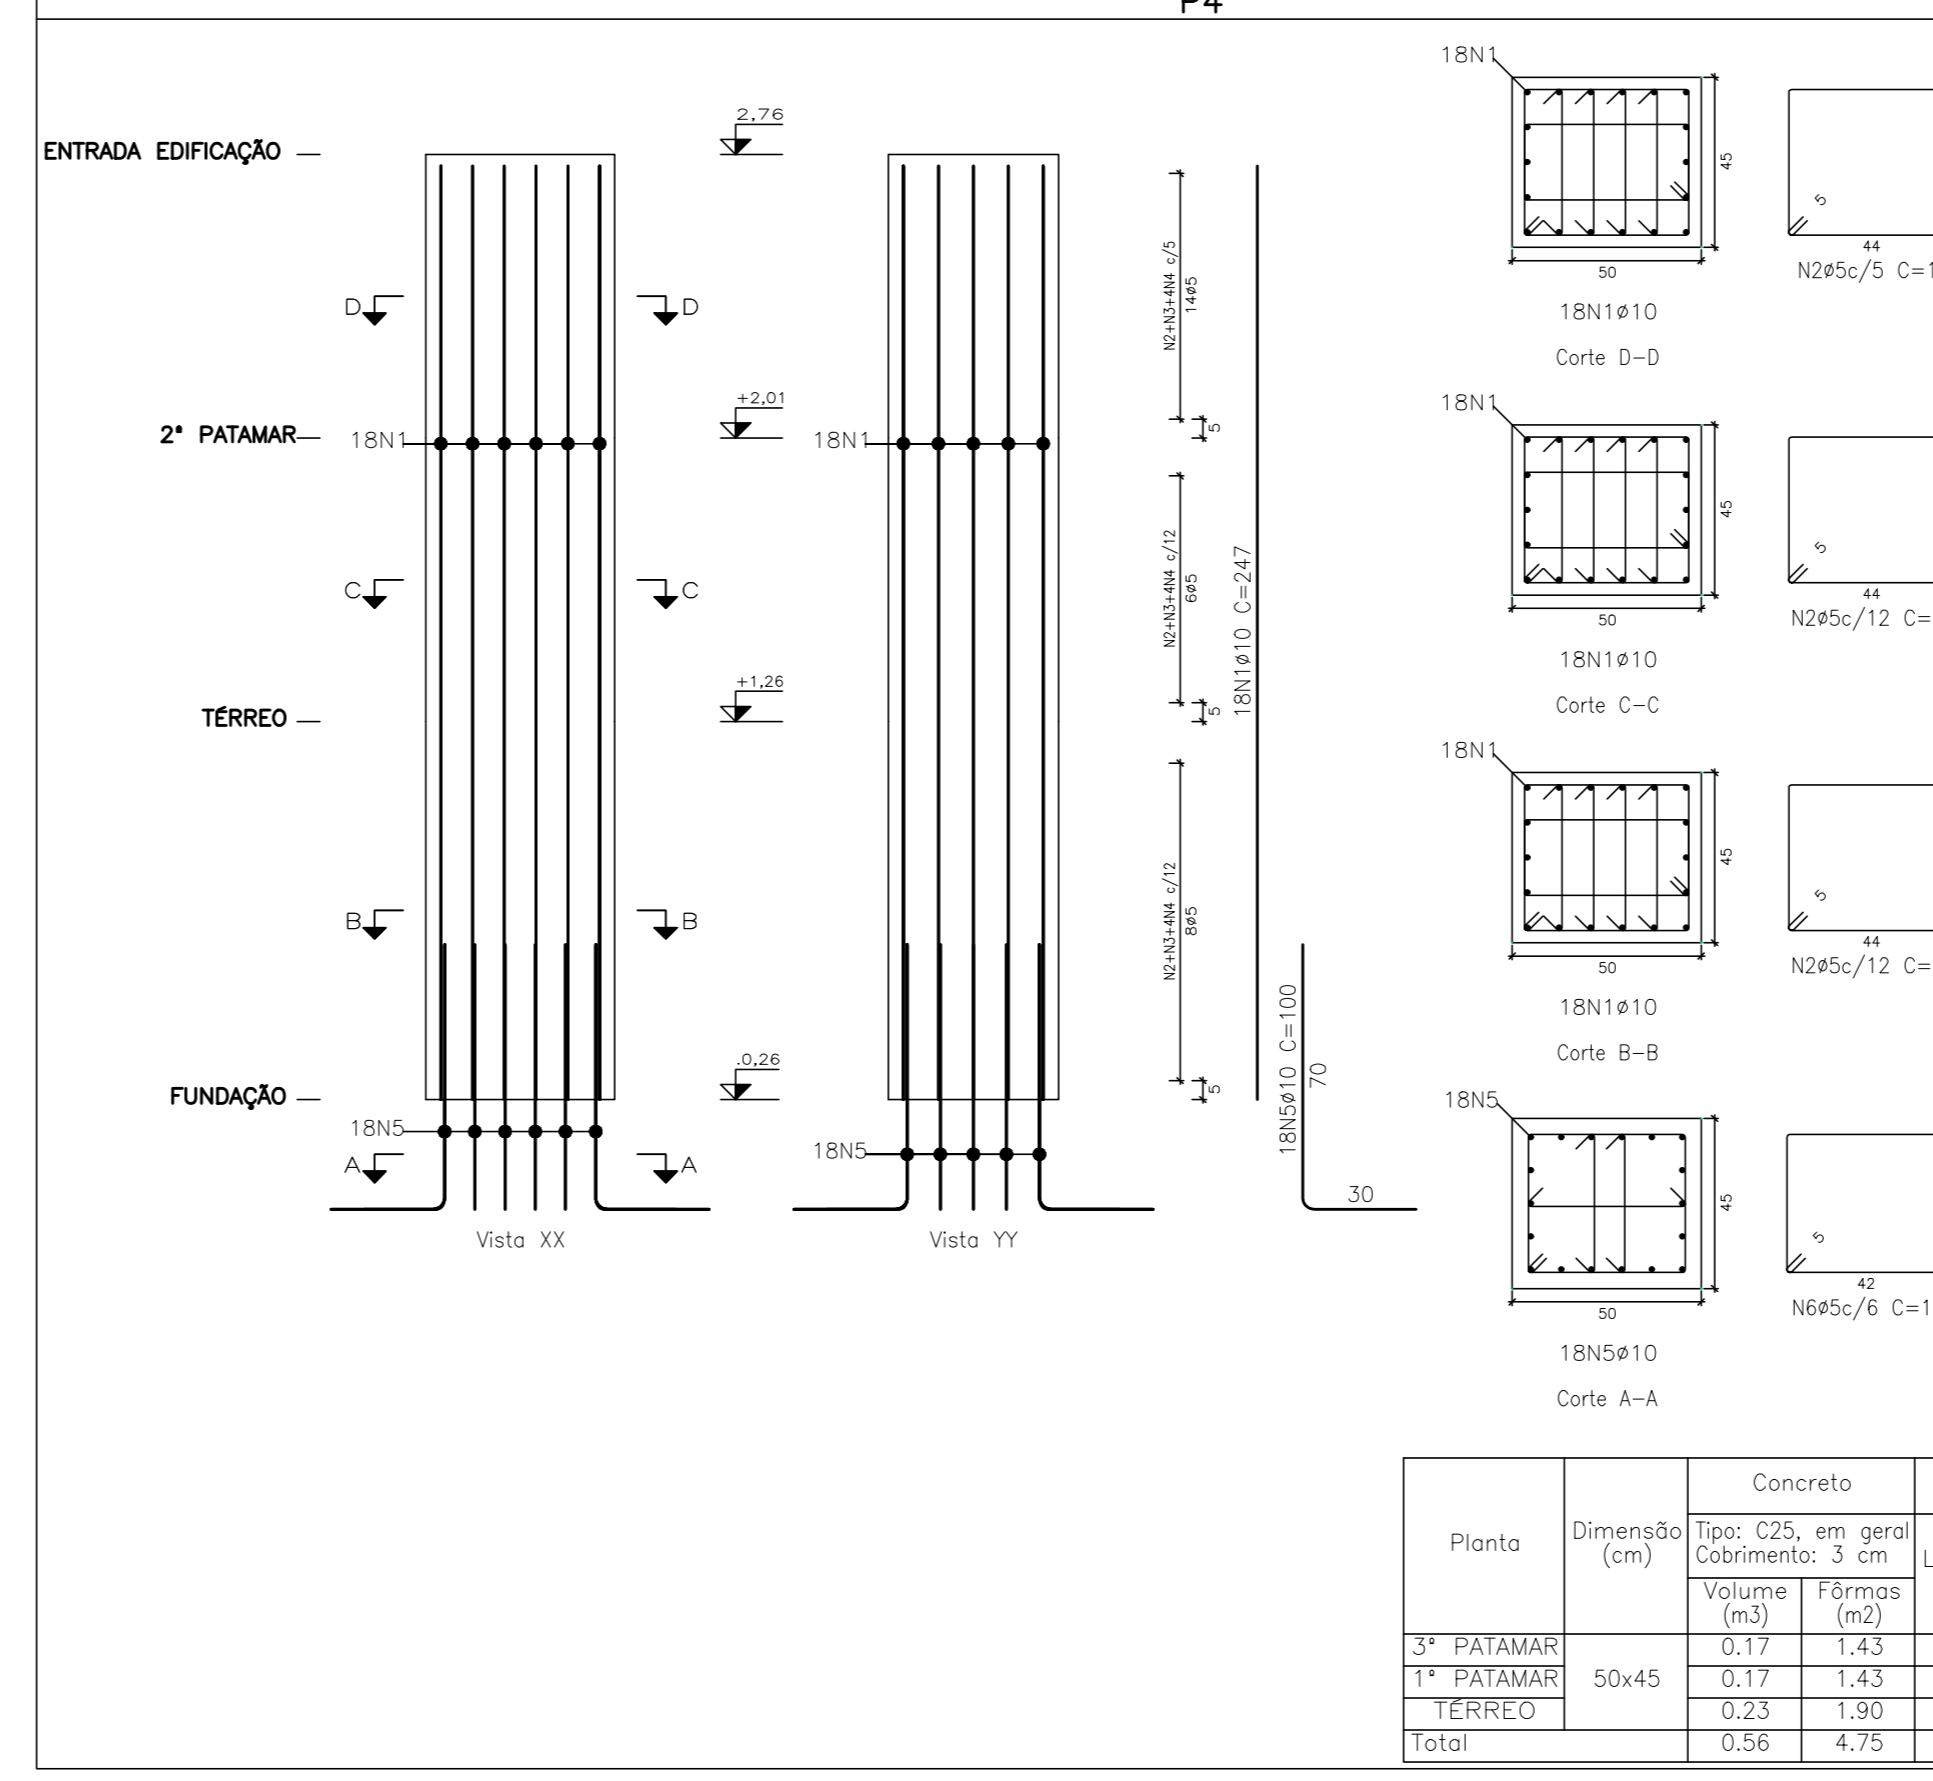 P4
ENTRADA EDIFICAÇÃO
2,76
D
D
N2+N3+4N4 c/5
14ø5
2ª PATAMAR
+2,01
18N1
18N1
5
C
C
N2+N3+4N4 c/12
6ø5
18N1ø10 C=247
TÉRREO
+1,26
5
B
B
N2+N3+4N4 c/12
8ø5
FUNDAÇÃO
.0,26
5
18N5
18N5
A
A
18N5ø10 C=100
70
30
Vista XX
Vista YY
18N1
45
50
18N1ø10
Corte D-D
5
44
N2ø5c/5 C=1
18N1
45
50
18N1ø10
Corte C-C
5
44
N2ø5c/12 C=
18N1
45
50
18N1ø10
Corte B-B
5
44
N2ø5c/12 C=
18N5
45
50
18N5ø10
Corte A-A
5
42
N6ø5c/6 C=1
Planta
Dimensão
(cm)
Concreto
Tipo: C25, em geral
Cobrimento: 3 cm
Volume
(m3)
Fôrmas
(m2)
3ª PATAMAR 0.17 1.43
1ª PATAMAR 50x45 0.17 1.43
TÉRREO 0.23 1.90
Total 0.56 4.75